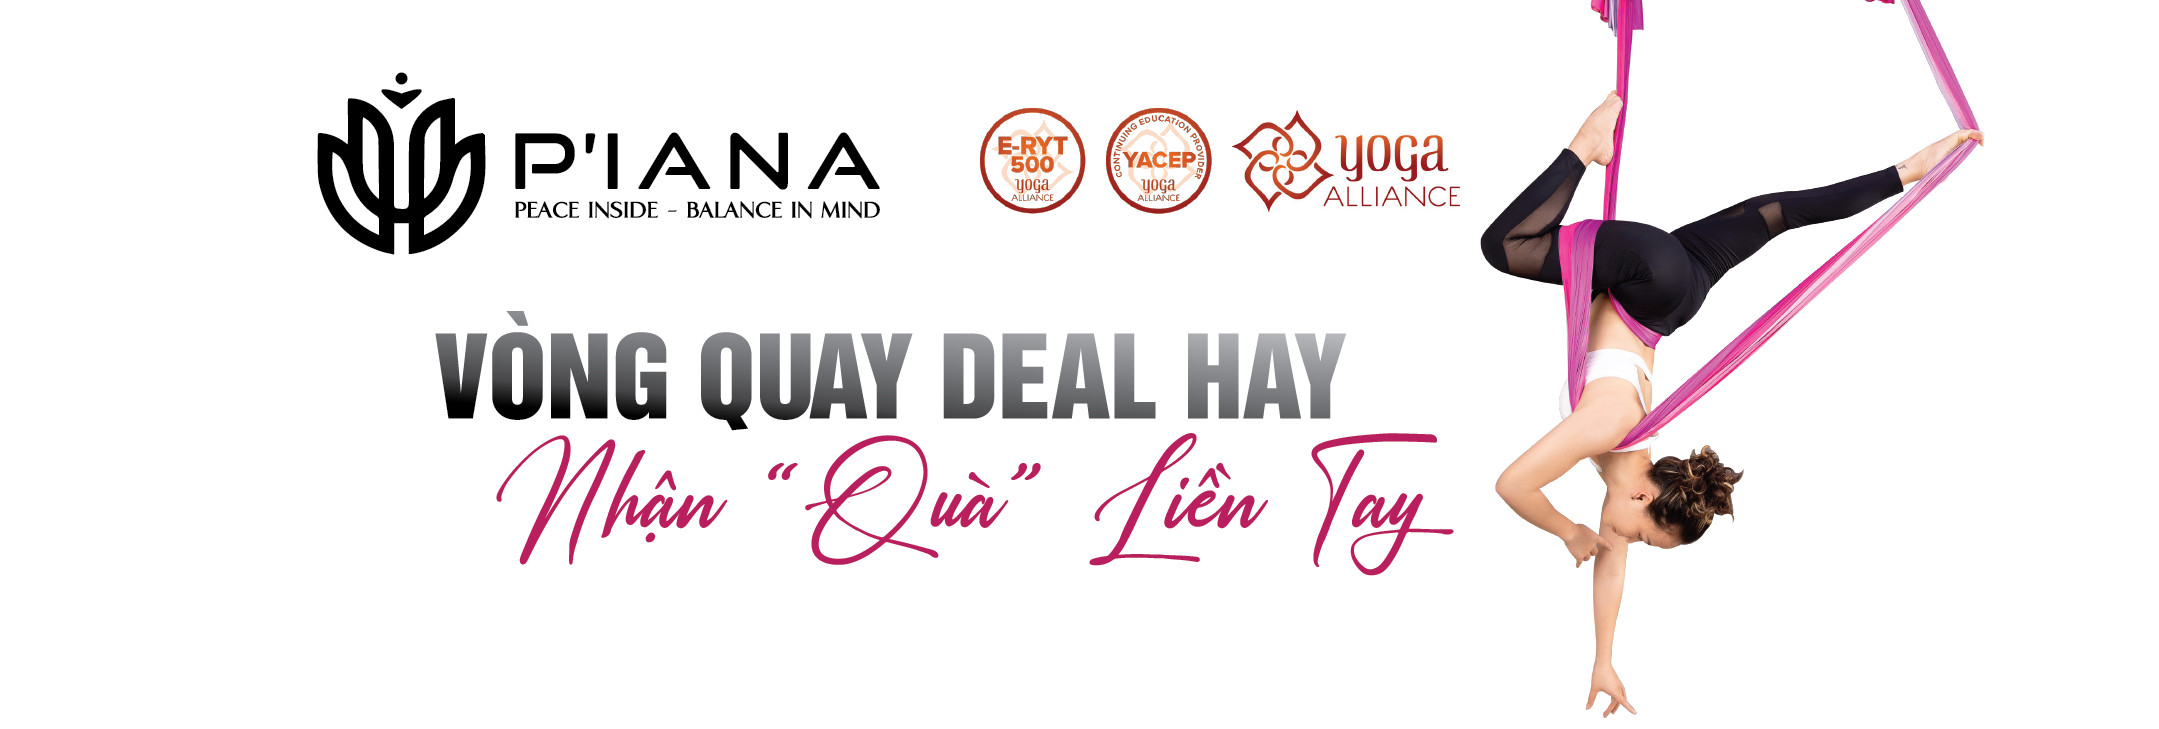 P'IANA
PEACE INSIDE - BALANCE IN MIND
E-RYT
500
yoga
ALLIANCE
CONTINUING EDUCATION PROVIDER
YACEP
yoga
ALLIANCE
yoga
ALLIANCE
VÒNG QUAY DEAL HAY
Nhận “Quà” Liền Tay